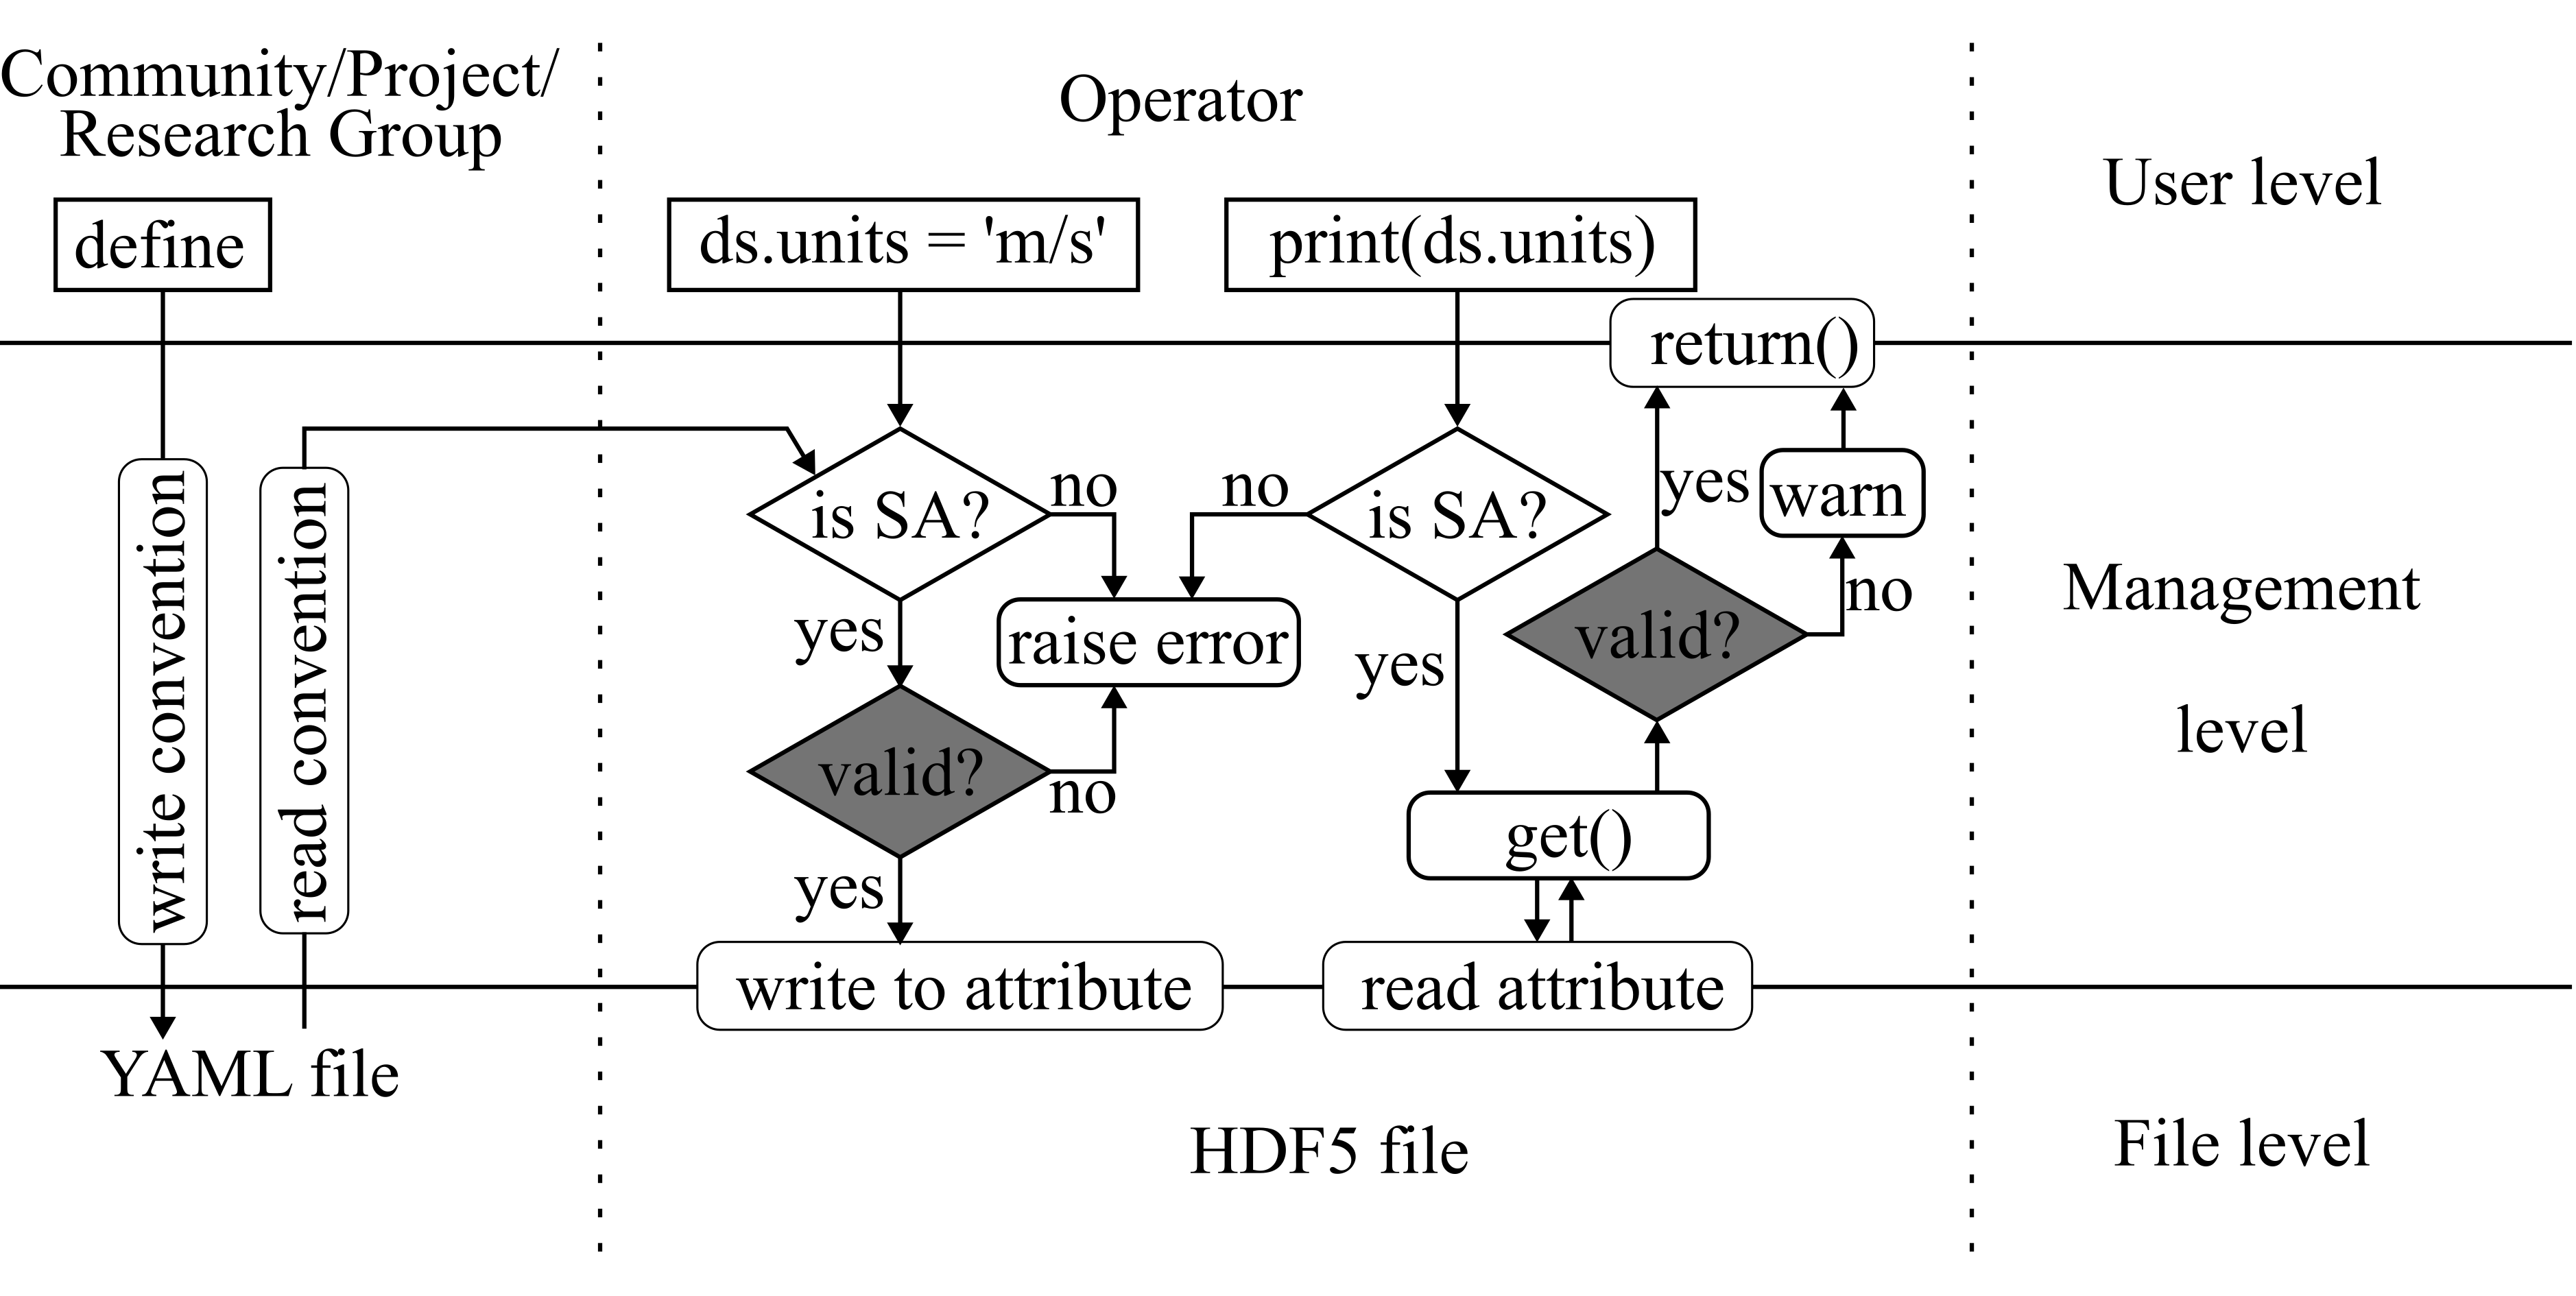 Community/Project/
Research Group
Operator
User level
define
ds.units = 'm/s'
print(ds.units)
return()
write convention
read convention
is SA?
no
no
is SA?
yes
warn
yes
raise error
yes
valid?
no
Management
level
valid?
no
get()
yes
write to attribute
read attribute
YAML file
HDF5 file
File level